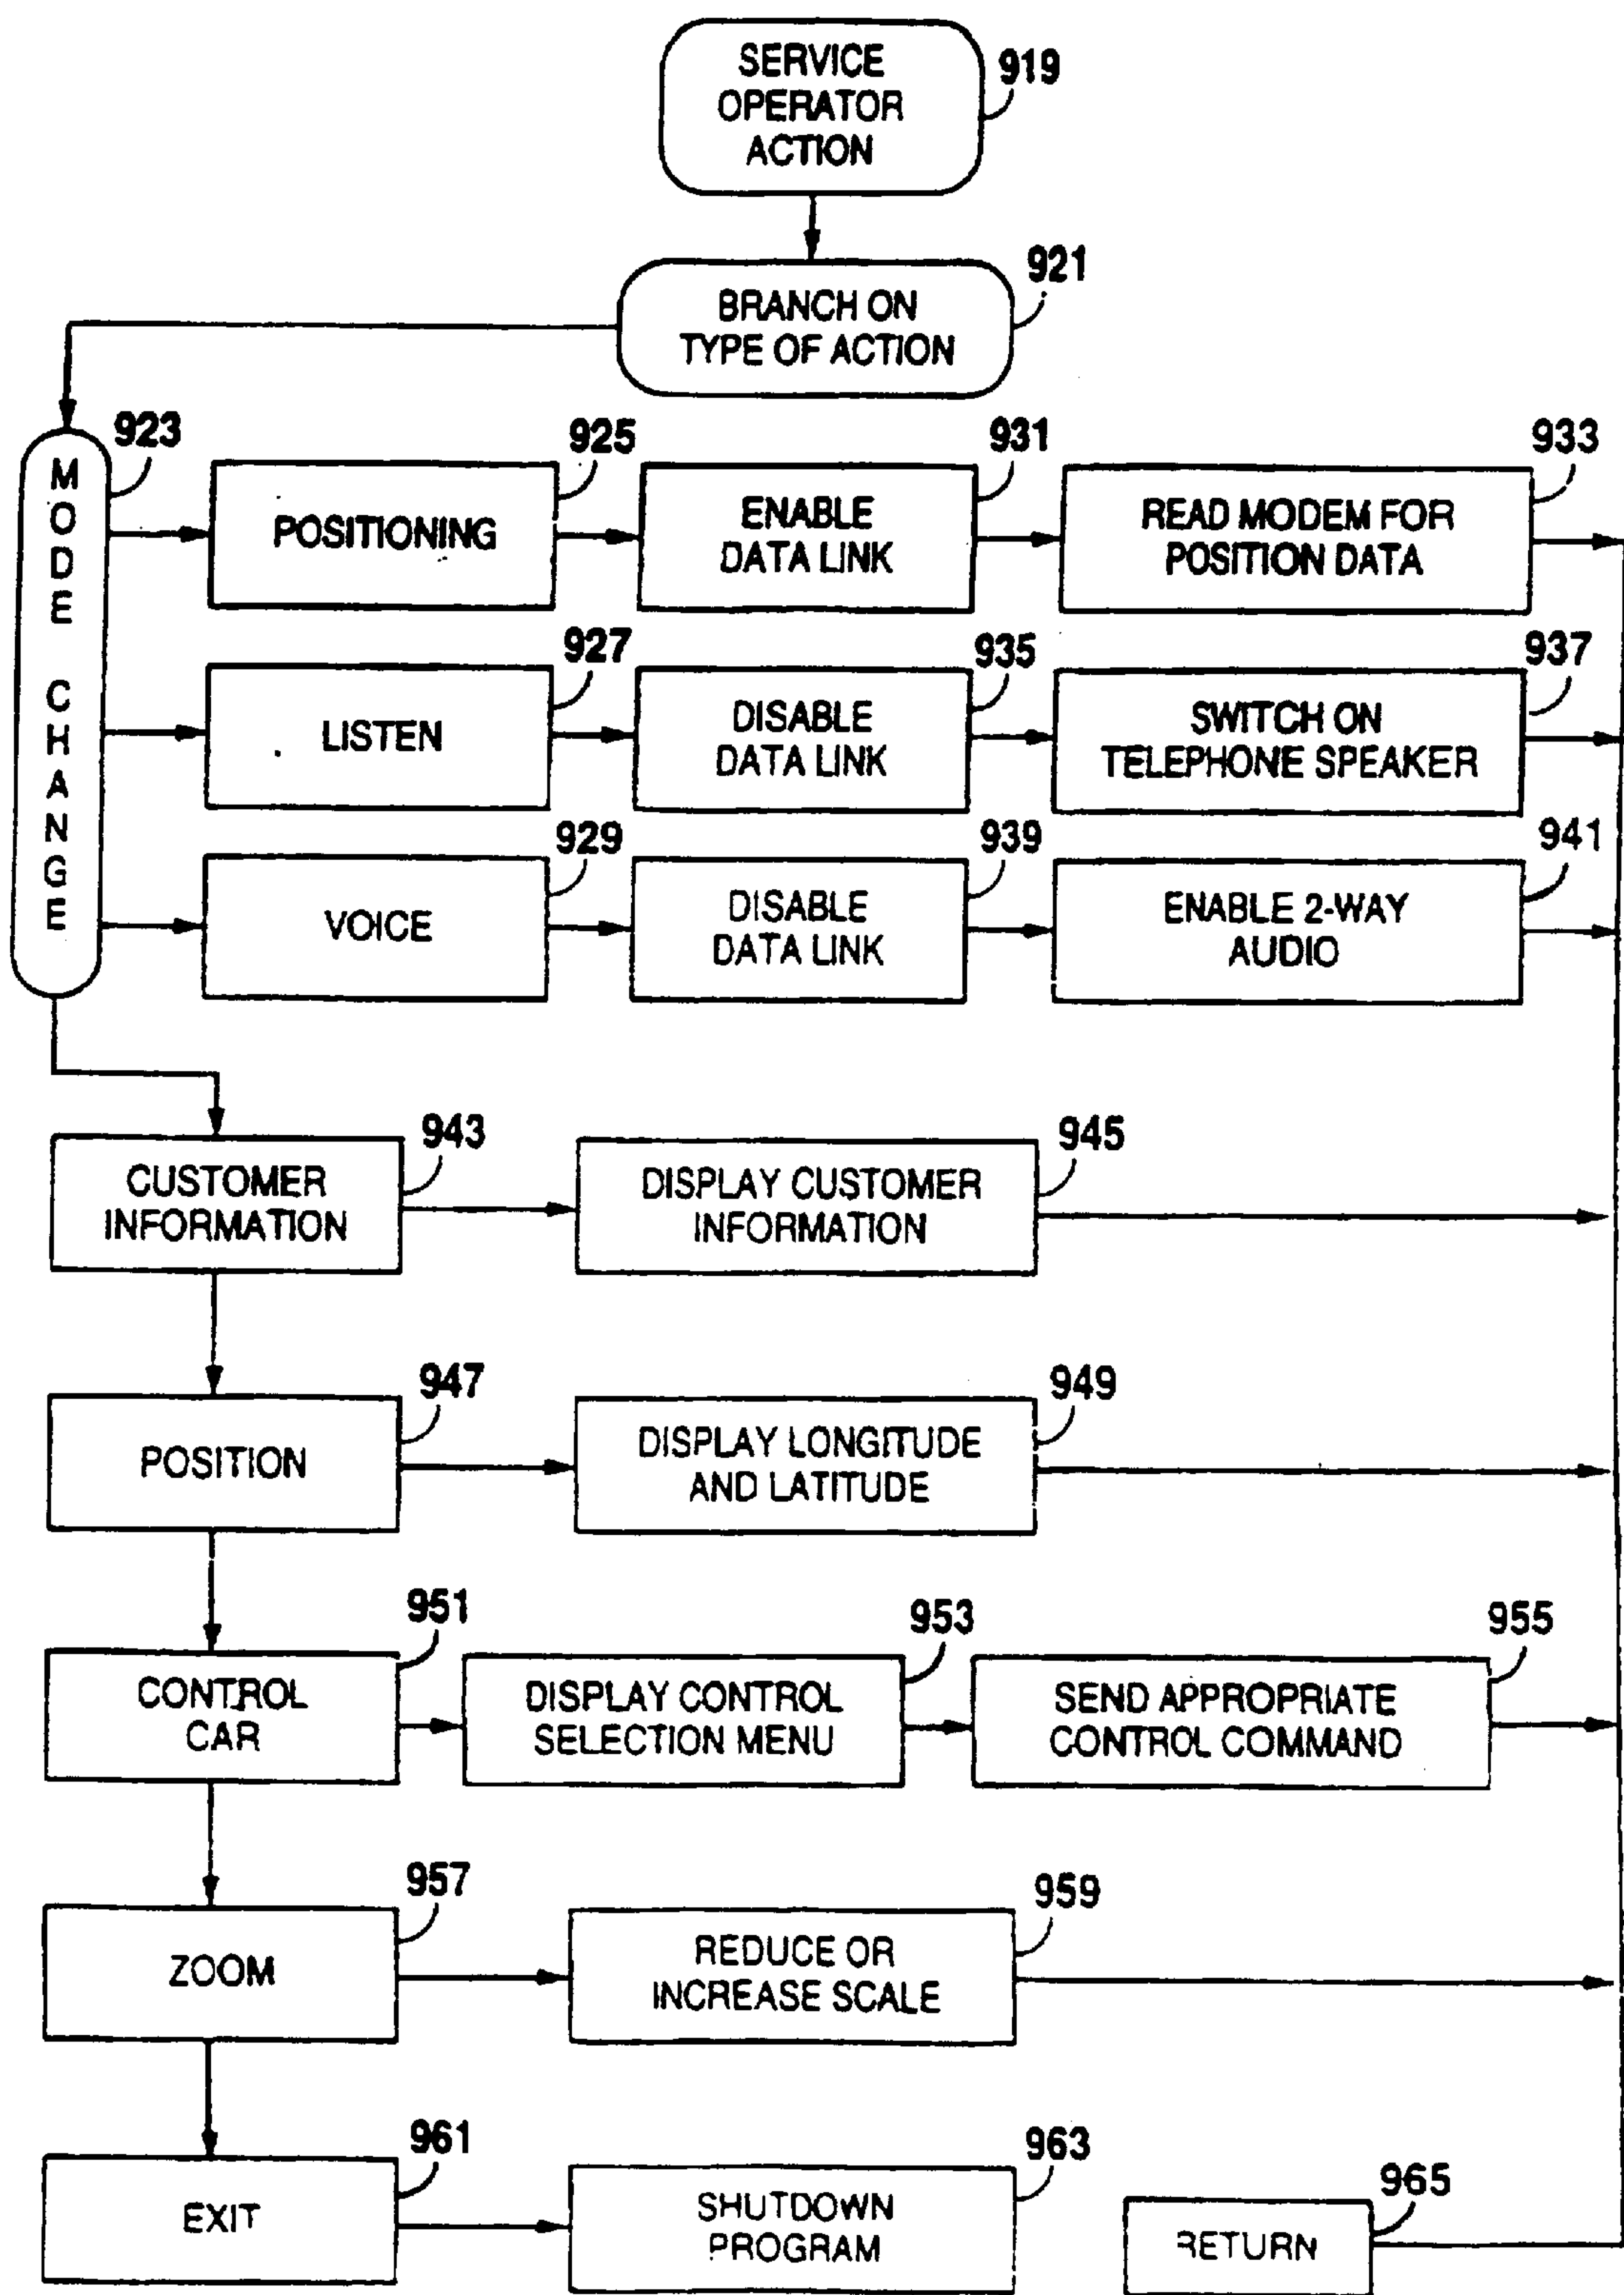 SERVICE
OPERATOR
ACTION
919
BRANCH ON
TYPE OF ACTION
921
MODE CHANGE
923
POSITIONING
925
ENABLE
DATA LINK
931
READ MODEM FOR
POSITION DATA
933
LISTEN
927
DISABLE
DATA LINK
935
SWITCH ON
TELEPHONE SPEAKER
937
VOICE
929
DISABLE
DATA LINK
939
ENABLE 2-WAY
AUDIO
941
CUSTOMER
INFORMATION
943
DISPLAY CUSTOMER
INFORMATION
945
POSITION
947
DISPLAY LONGITUDE
AND LATITUDE
949
CONTROL
CAR
951
DISPLAY CONTROL
SELECTION MENU
953
SEND APPROPRIATE
CONTROL COMMAND
955
ZOOM
957
REDUCE OR
INCREASE SCALE
959
EXIT
961
SHUTDOWN
PROGRAM
963
RETURN
965